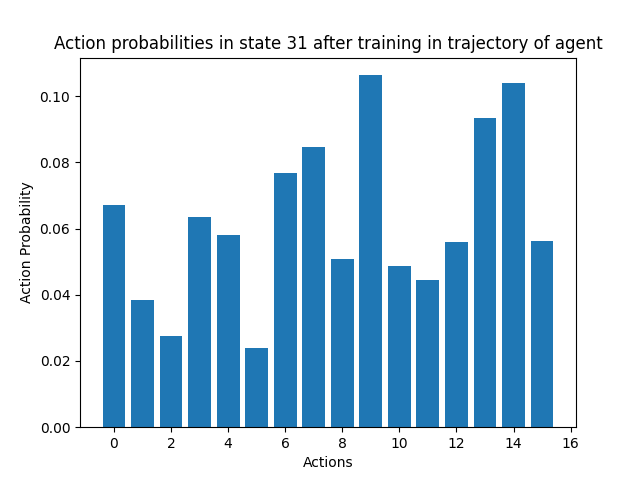 Action probabilities in state 31 after training in trajectory of agent
0.10
0.08
0.06
0.04
0.02
0.00
Action Probability
0 2 4 6 8 10 12 14 16
Actions